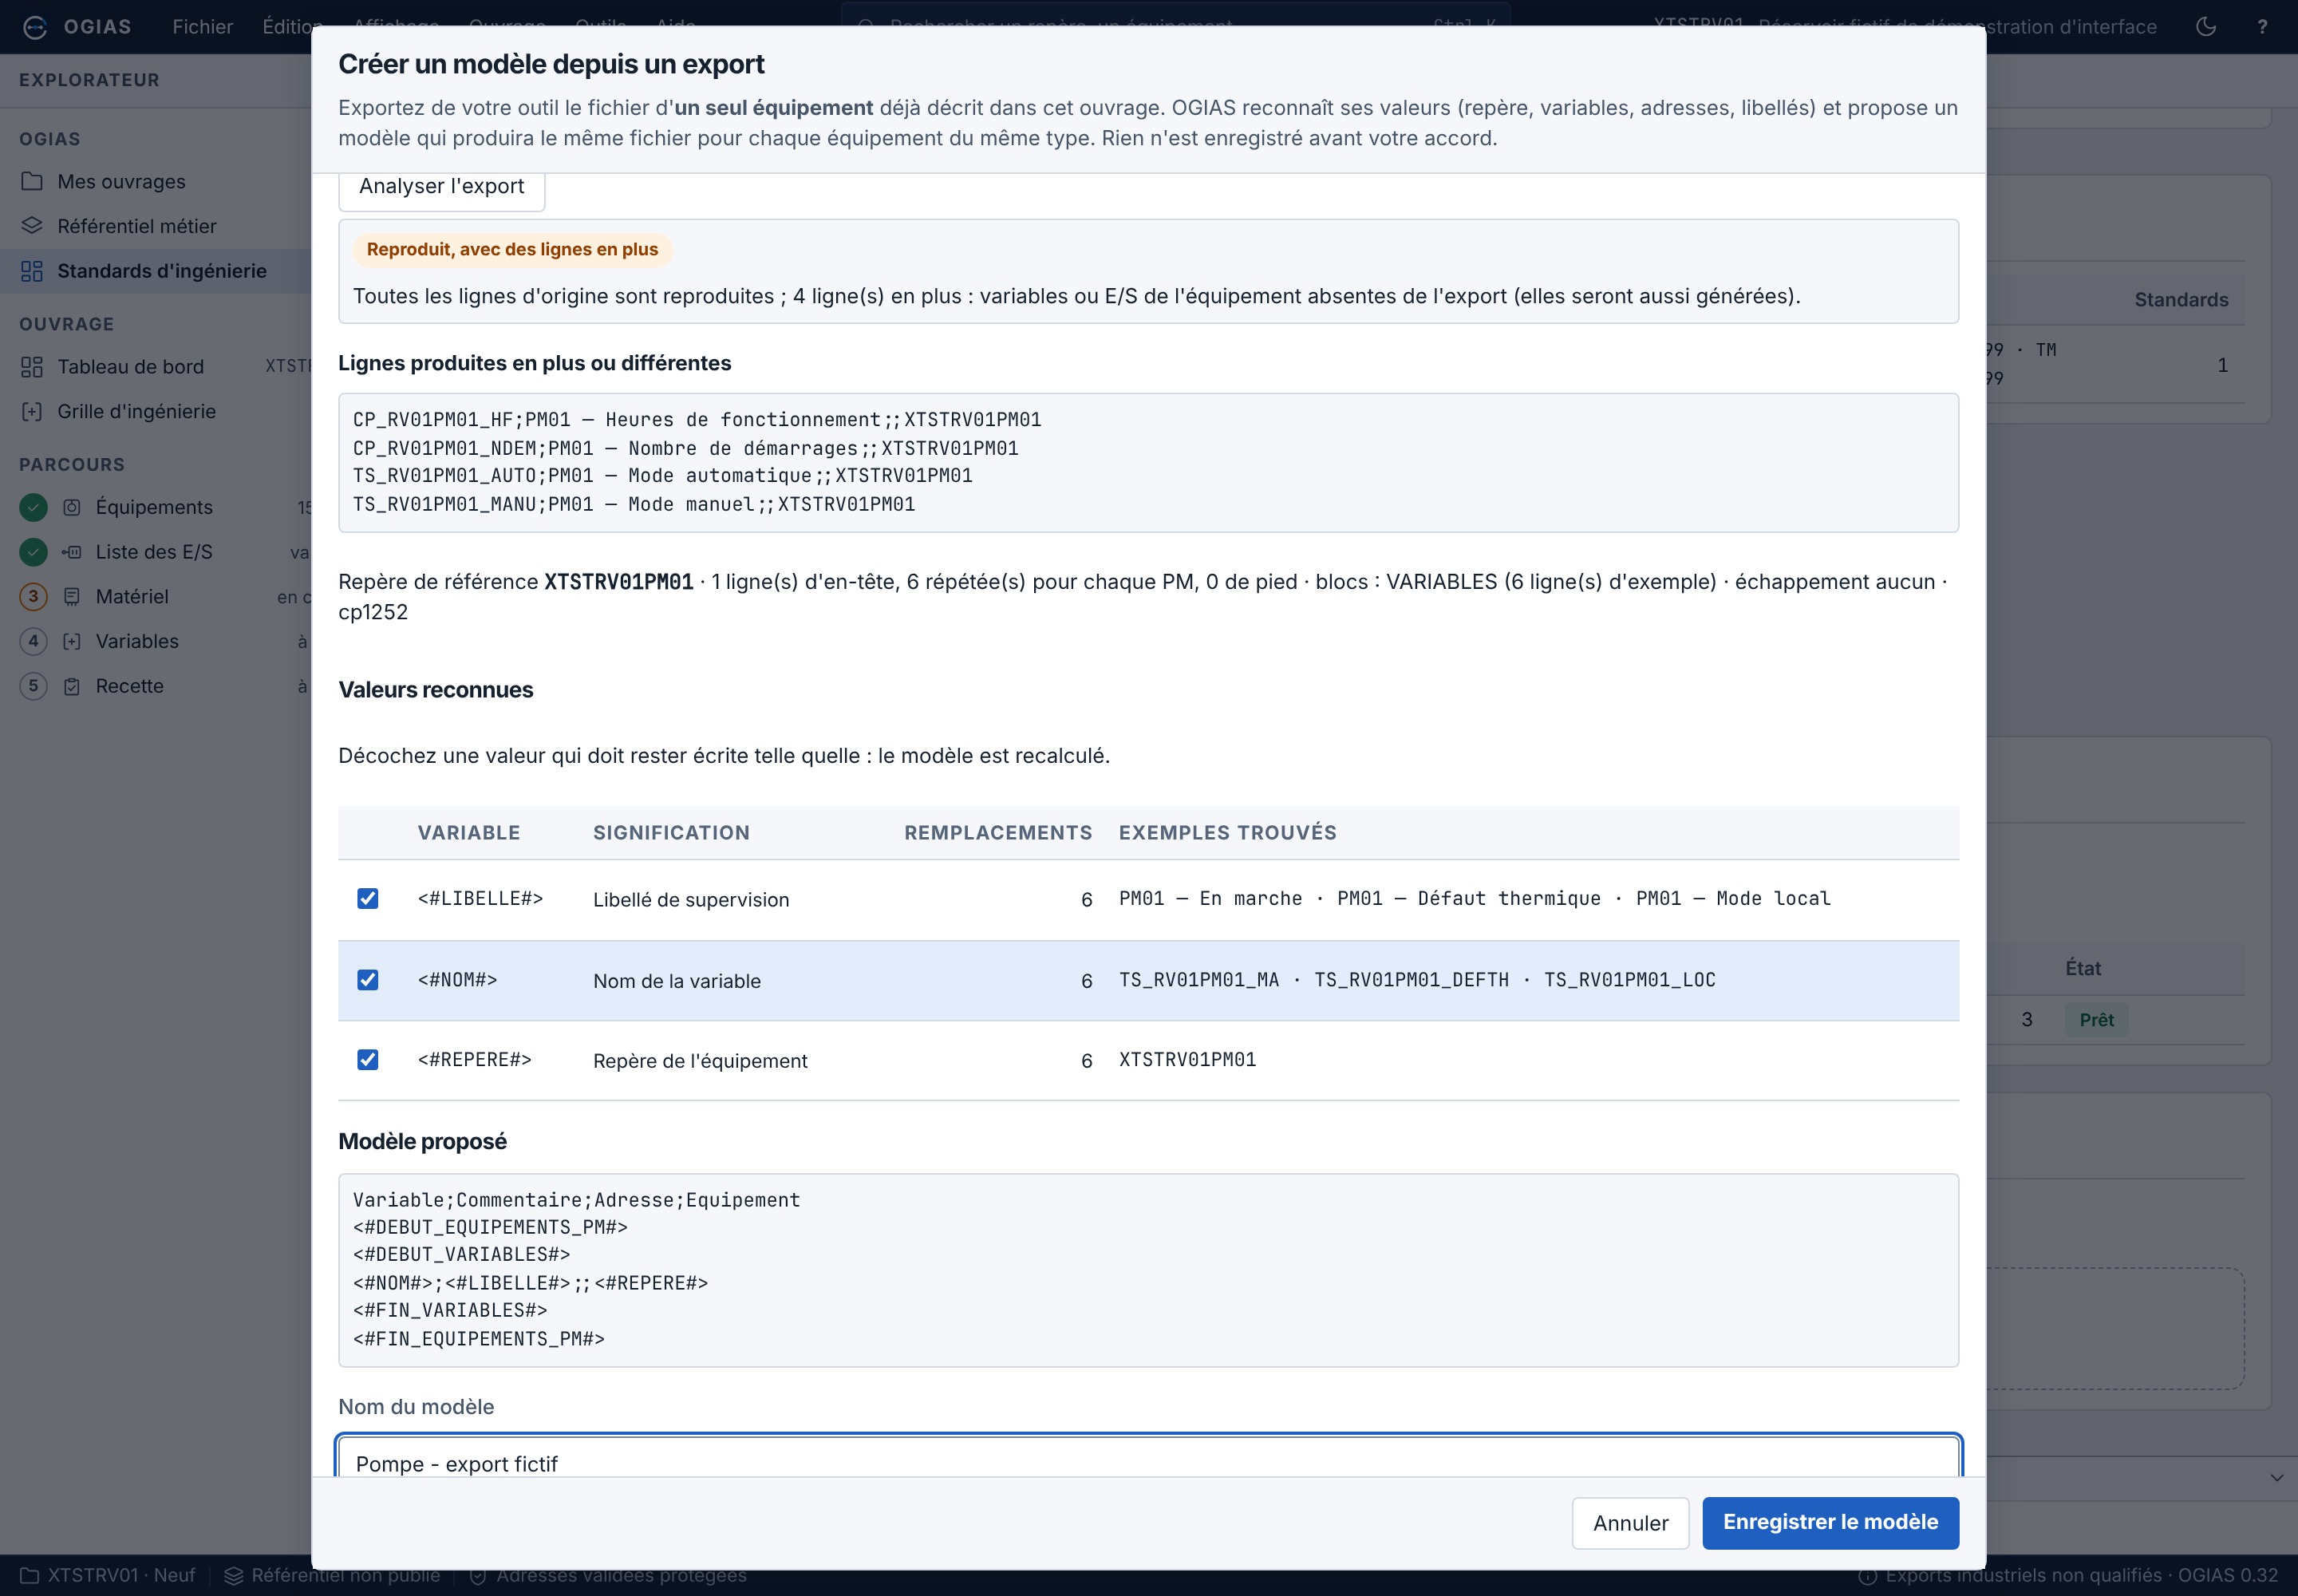 OGIAS
Fichier
EXPLORATEUR
OGIAS
Mes ouvrages
Référentiel métier
Standards d'ingénierie
OUVRAGE
Tableau de bord
Grille d'ingénierie
PARCOURS
Équipements
Liste des E/S
3 Matériel
4 Variables
à
5 Recette
à
Créer un modèle depuis un export
Exportez de votre outil le fichier d'un seul équipement déjà décrit dans cet ouvrage. OGIAS reconnaît ses valeurs (repère, variables, adresses, libellés) et propose un
modèle qui produira le même fichier pour chaque équipement du même type. Rien n'est enregistré avant votre accord.
Analyser l'export
Reproduit, avec des lignes en plus
Toutes les lignes d'origine sont reproduites ; 4 ligne(s) en plus : variables ou E/S de l'équipement absentes de l'export (elles seront aussi générées).
Lignes produites en plus ou différentes
CP_RV01PM01_HF;PM01 – Heures de fonctionnement;;XTSTRV01PM01
CP_RV01PM01_NDEM;PM01 – Nombre de démarrages;;XTSTRV01PM01
TS_RV01PM01_AUTO;PM01 – Mode automatique;;XTSTRV01PM01
TS_RV01PM01_MANU;PM01 – Mode manuel;;XTSTRV01PM01
Repère de référence XTSTRV01PM01 · 1 ligne(s) d'en-tête, 6 répétée(s) pour chaque PM, 0 de pied · blocs : VARIABLES (6 ligne(s) d'exemple) · échappement aucun ·
cp1252
Valeurs reconnues
Décochez une valeur qui doit rester écrite telle quelle : le modèle est recalculé.
VARIABLE SIGNIFICATION REMPLACEMENTS EXEMPLES TROUVÉS
<#LIBELLE#> Libellé de supervision 6 PM01 – En marche · PM01 – Défaut thermique · PM01 – Mode local
<#NOM#> Nom de la variable 6 TS_RV01PM01_MA · TS_RV01PM01_DEFTH · TS_RV01PM01_LOC
<#REPERE#> Repère de l'équipement 6 XTSTRV01PM01
Modèle proposé
Variable;Commentaire;Adresse;Equipement
<#DEBUT_EQUIPEMENTS_PM#>
<#DEBUT_VARIABLES#>
<#NOM#>;<#LIBELLE#>;;<#REPERE#>
<#FIN_VARIABLES#>
<#FIN_EQUIPEMENTS_PM#>
Nom du modèle
Pompe - export fictif
Annuler
Enregistrer le modèle
?
Standards
· TM
1
État
3 Prêt
XTSTRV01 · Neuf
Référentiel non publié
Adresses validées protégées
Exports industriels non qualifiés · OGIAS 0.32